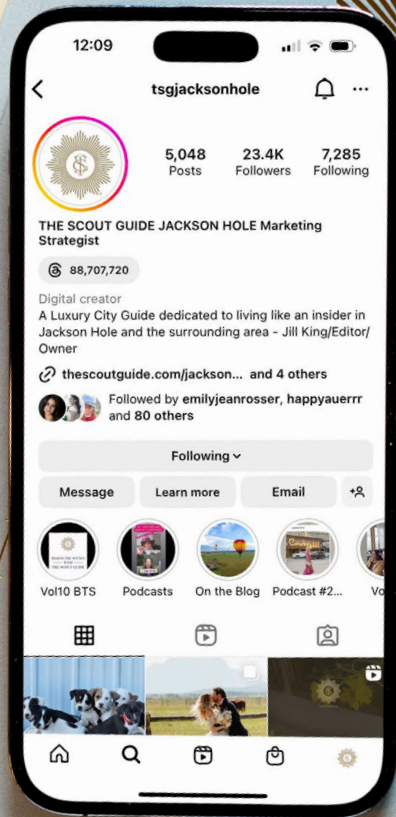 12:09
tsgjacksonhole
5,048 23.4K 7,285
Posts Followers Following
THE SCOUT GUIDE JACKSON HOLE Marketing
Strategist
88,707,720
Digital creator
A Luxury City Guide dedicated to living like an insider in
Jackson Hole and the surrounding area - Jill King/Editor/
Owner
thescoutguide.com/jackson... and 4 others
Followed by emilyjeanrosser, happyauerrr
and 80 others
Following
Message Learn more Email
Vol10 BTS Podcasts On the Blog Podcast #2... Vo